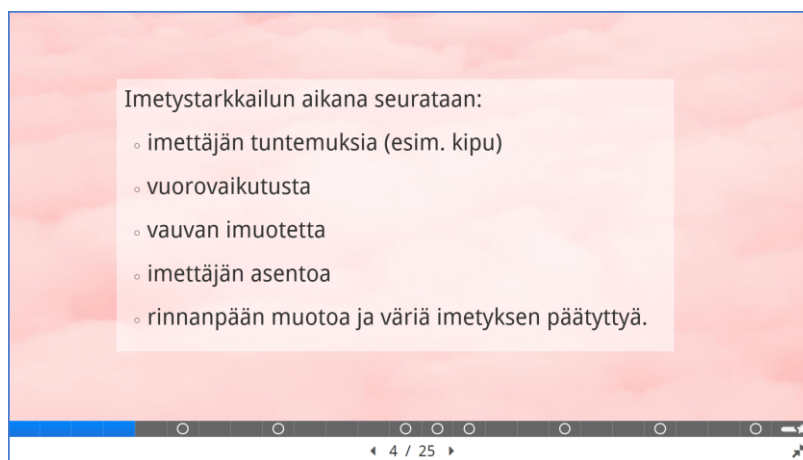 Imetystarkkailun aikana seurataan:
◦ imettäjän tuntemuksia (esim. kipu)
◦ vuorovaikutusta
◦ vauvan imuotetta
◦ imettäjän asentoa
◦ rinnanpään muotoa ja väriä imetyksen päätyttyä.
4 / 25